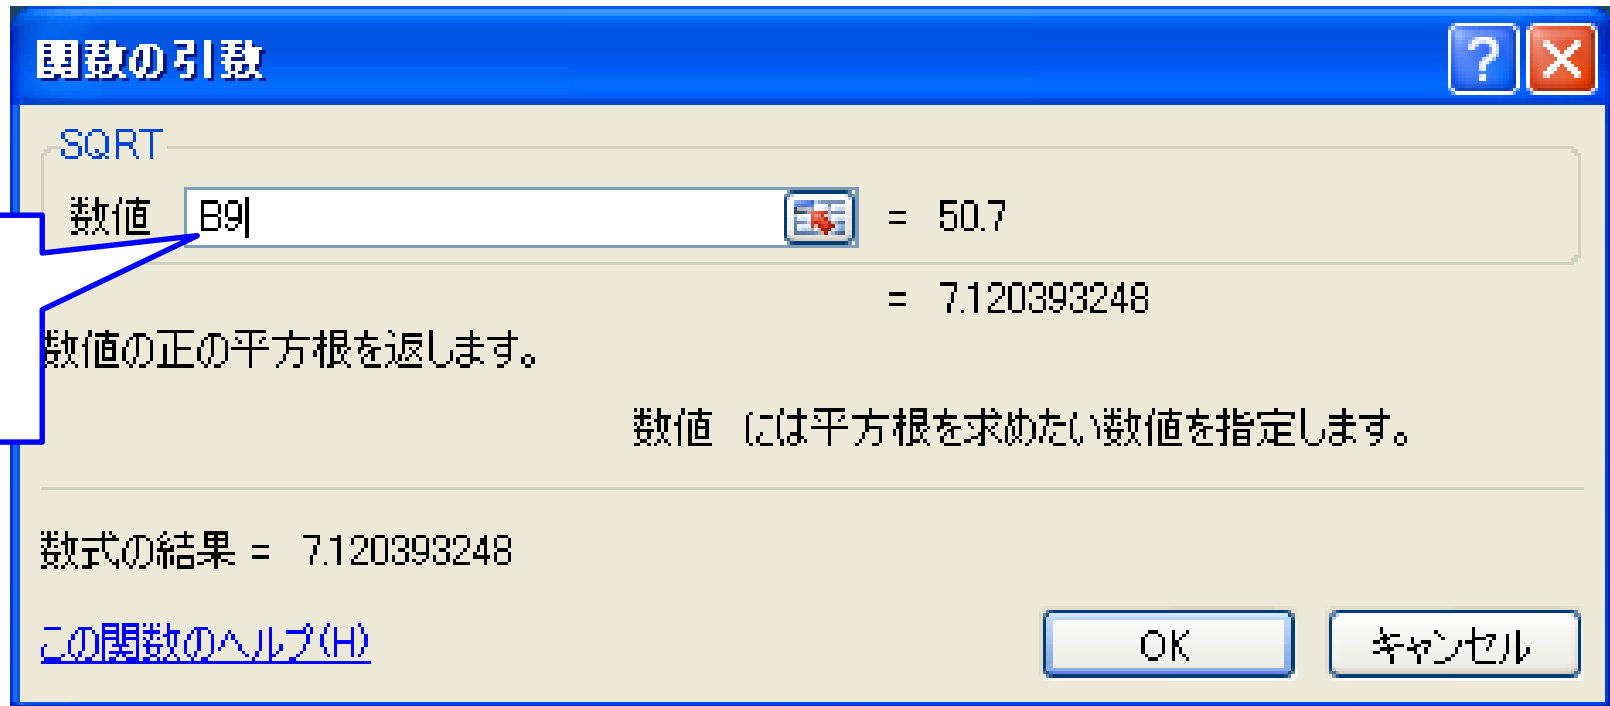 関数の引数
SQRT
数値 B9 = 50.7
= 7.120393248
数値の正の平方根を返します。
数値 には平方根を求めたい数値を指定します。
数式の結果 = 7.120393248
この関数のヘルプ(H)
OK キャンセル